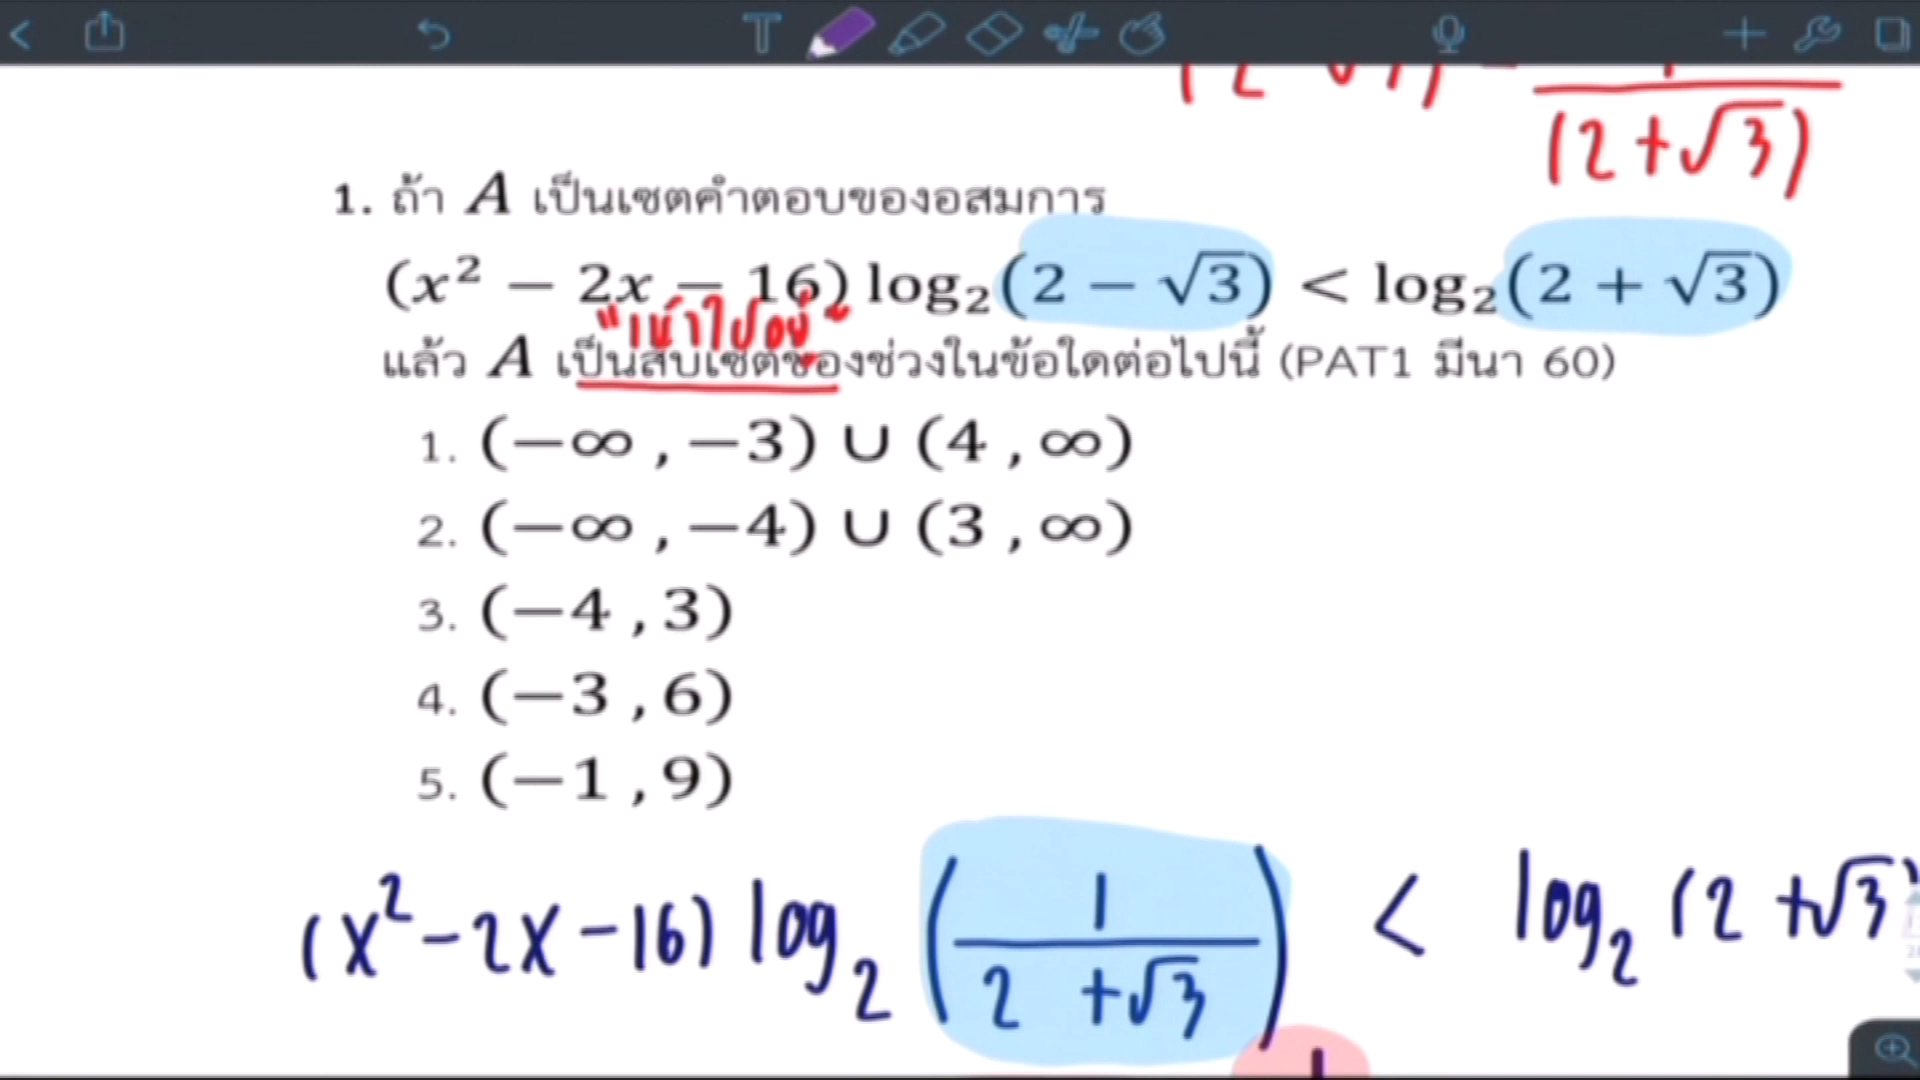 (2+√3)
1. ถ้า A เป็นเซตคำตอบของอสมการ
(x² − 2x − 16) log₂(2 − √3) < log₂(2 + √3)
"เข้าไปอยู่"
แล้ว A เป็นสับเซตของช่วงในข้อใดต่อไปนี้ (PAT1 มีนา 60)
1. (−∞ , −3) ∪ (4 , ∞)
2. (−∞ , −4) ∪ (3 , ∞)
3. (−4 , 3)
4. (−3 , 6)
5. (−1 , 9)
(x² − 2x − 16) log₂ (1/(2 + √3)) < log₂ (2 + √3)